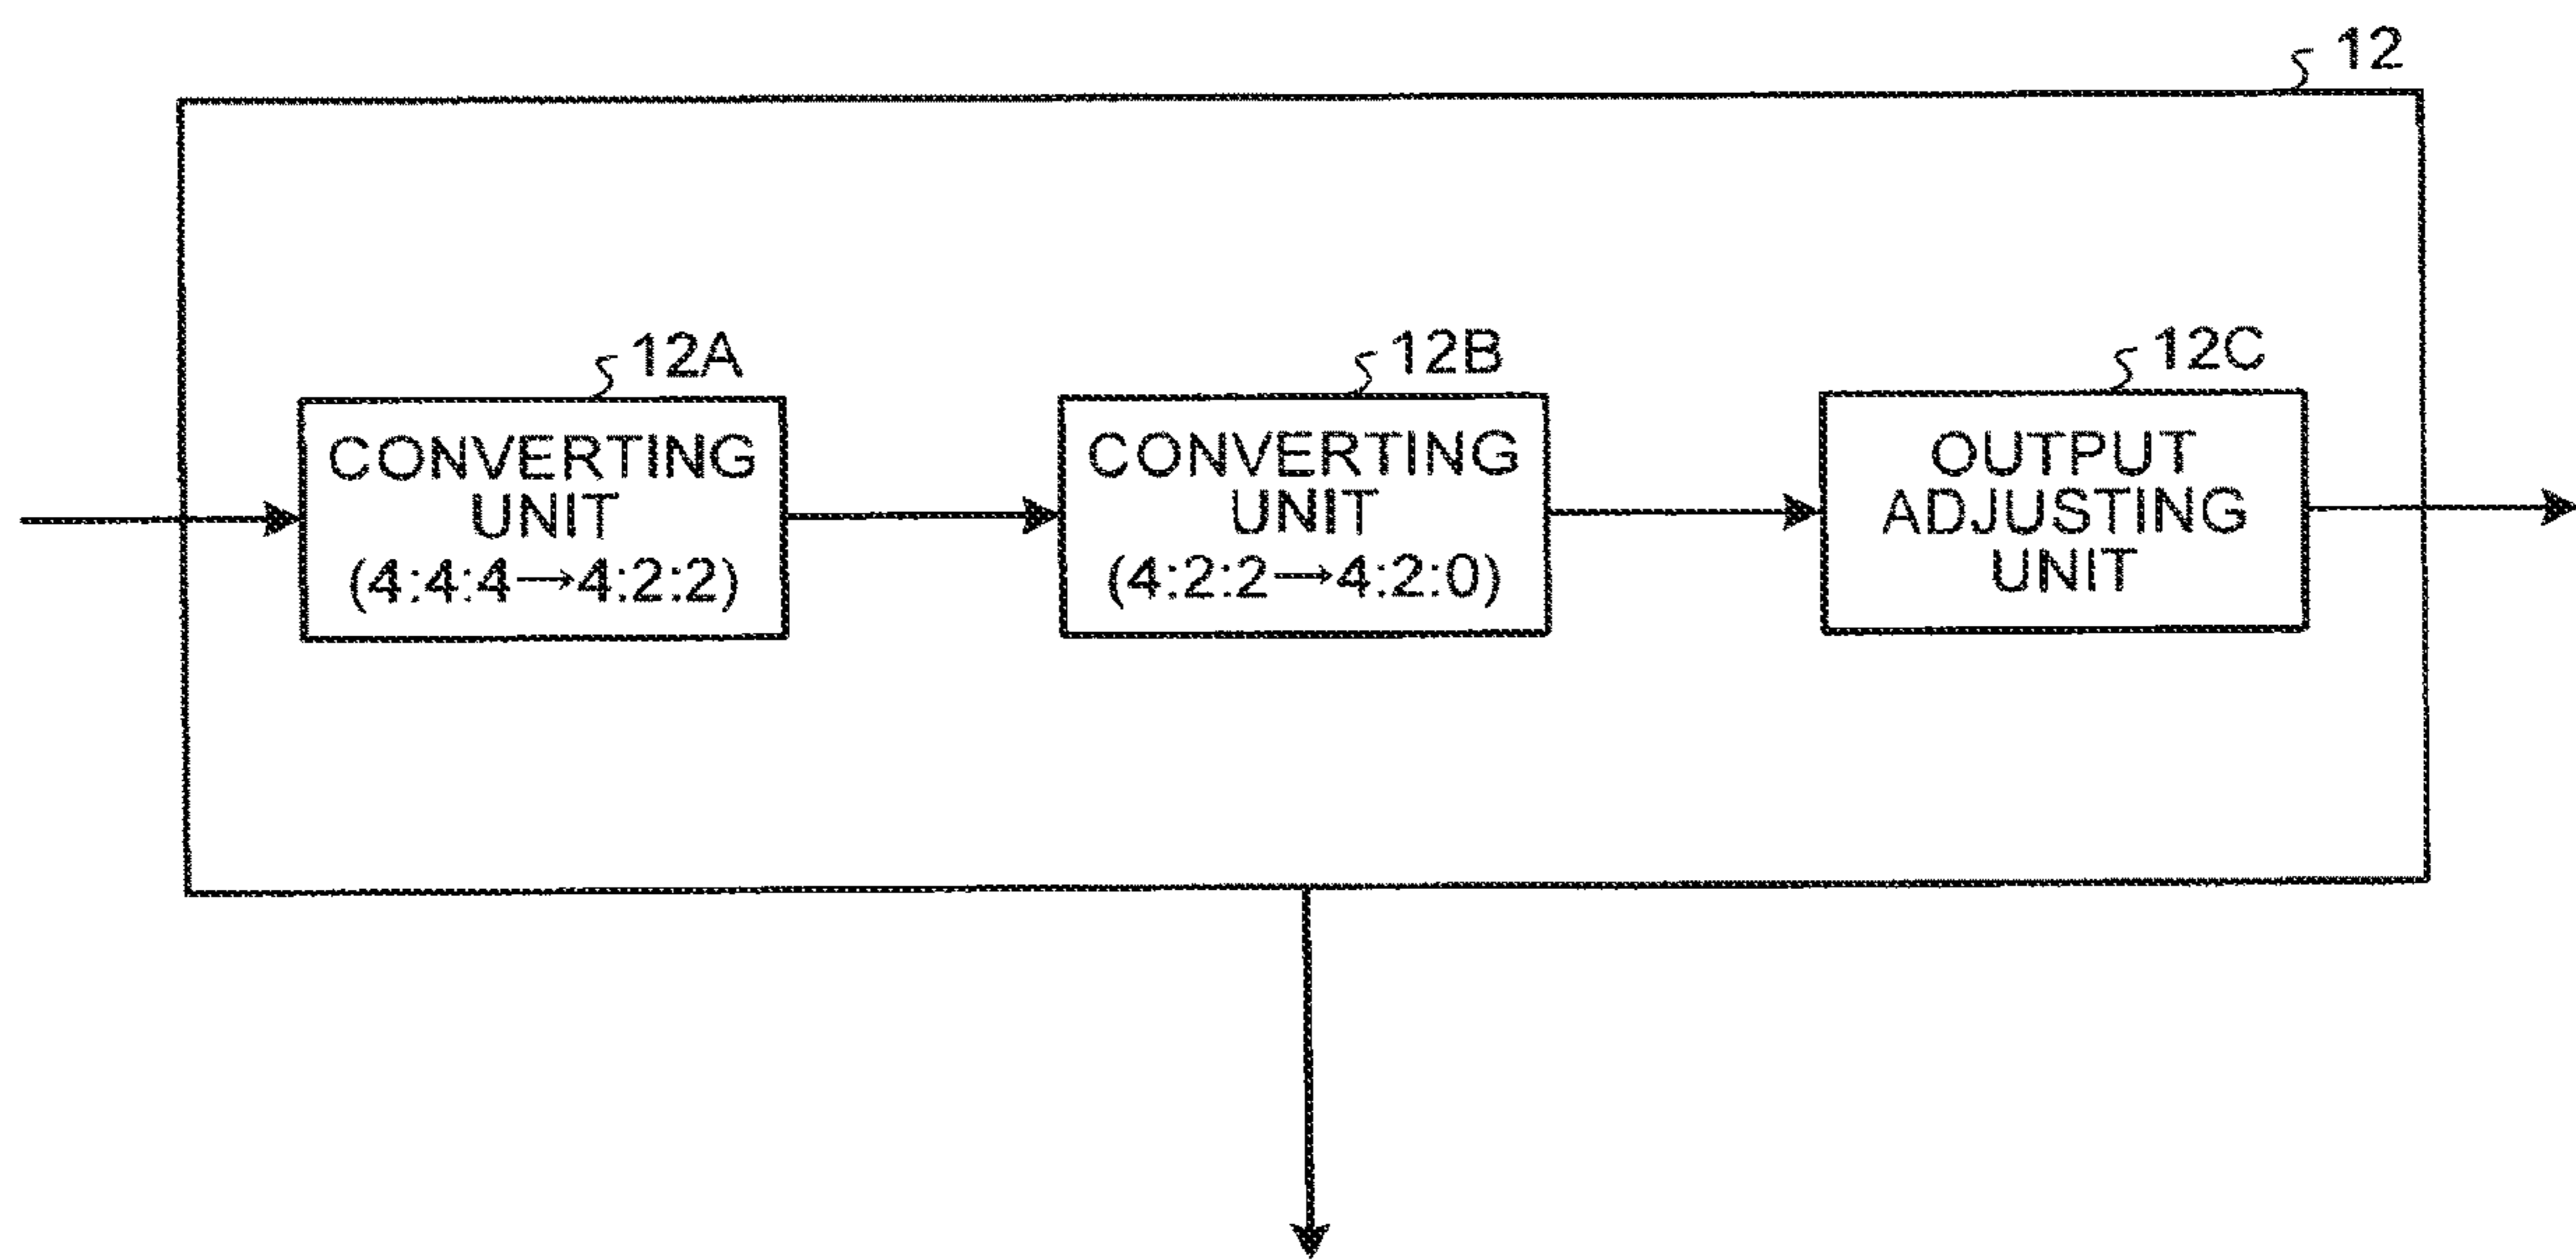 12
12A
CONVERTING
UNIT
(4:4:4→4:2:2)
12B
CONVERTING
UNIT
(4:2:2→4:2:0)
12C
OUTPUT
ADJUSTING
UNIT